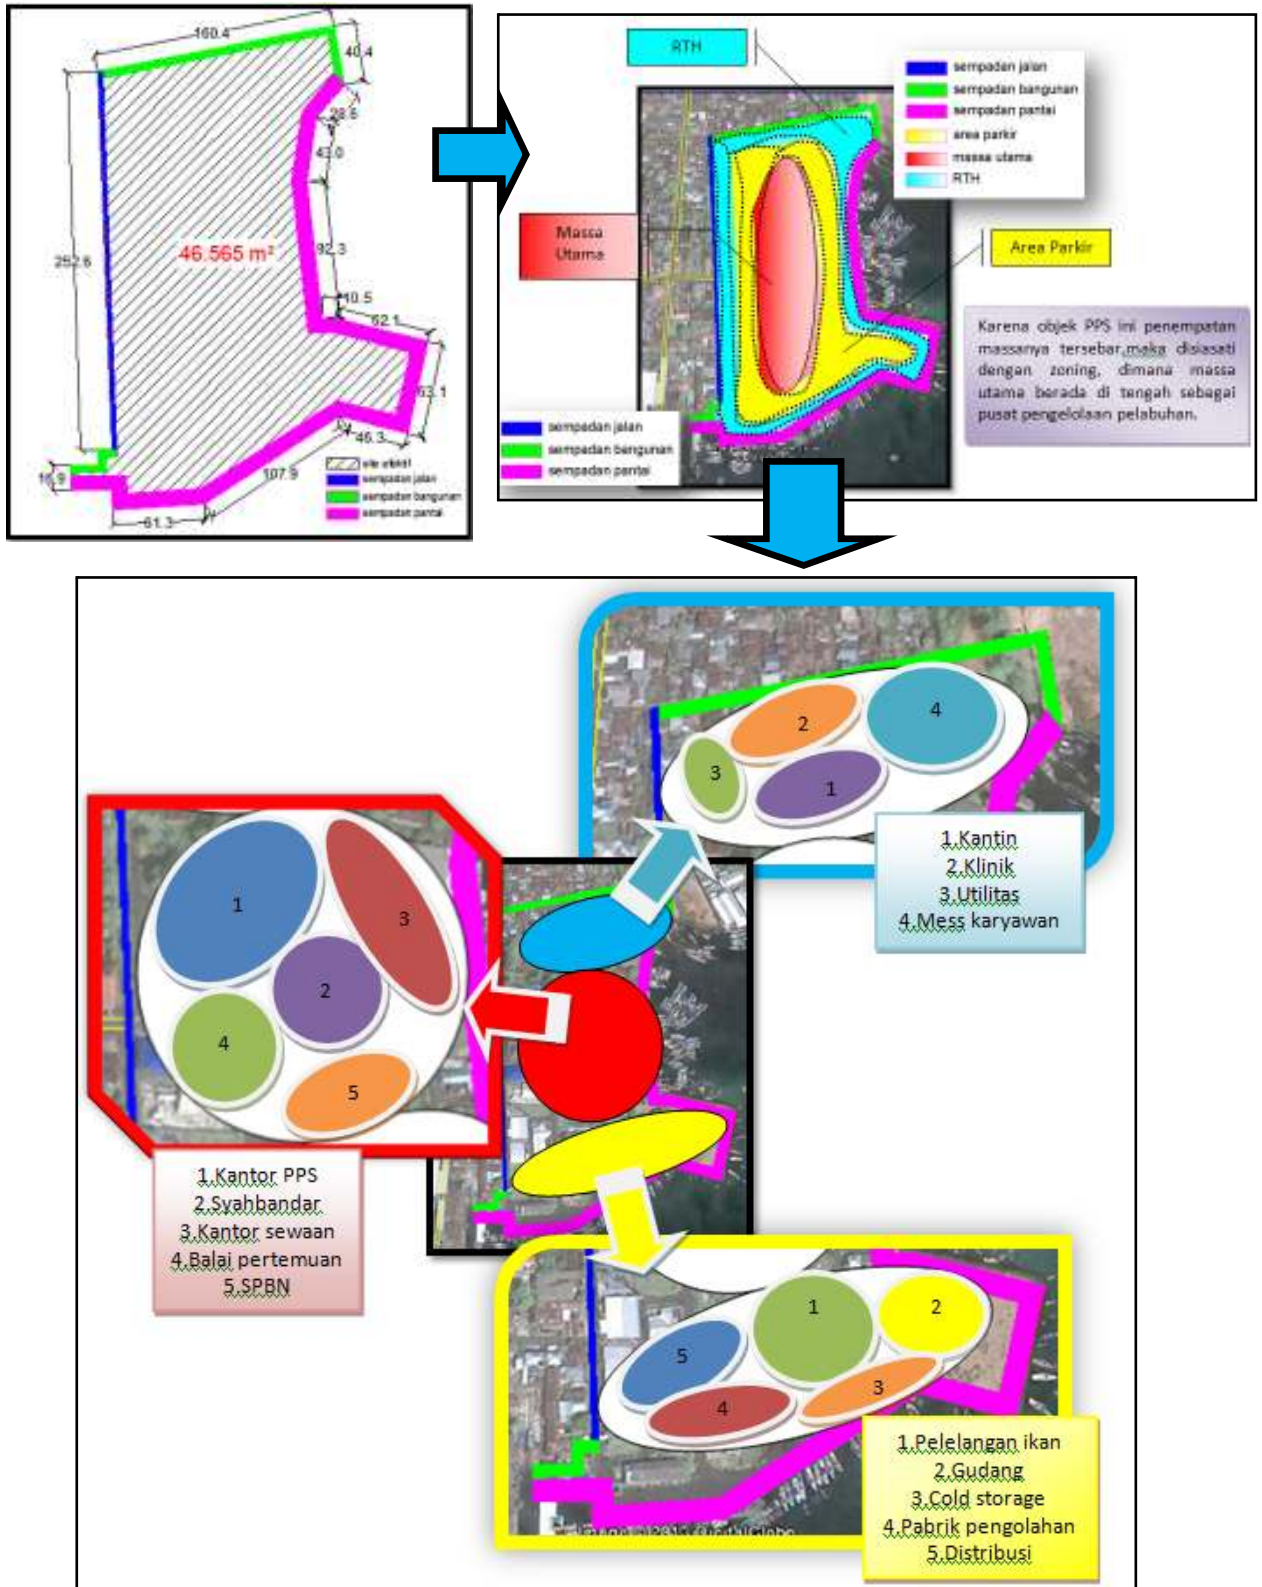 160.4
40.4
28.6
43.0
252.6
46.565 m²
92.3
10.5
62.1
63.1
46.3
107.9
61.3
sempadan jalan
sempadan bangunan
sempadan pantai
RTH
sempadan jalan
sempadan bangunan
sempadan pantai
area parkir
massa utama
RTH
Massa
Utama
Area Parkir
Karena objek PPS ini penempatan
massanya tersebar,maka disiasati
dengan zoning, dimana massa
utama berada di tengah sebagai
pusat pengelolaan pelabuhan.
sempadan jalan
sempadan bangunan
sempadan pantai
2
4
3
1
1.Kantin
2.Klinik
3.Utilitas
4.Mess karyawan
1
3
2
4
5
1.Kantor PPS
2.Syahbandar
3.Kantor sewaan
4.Balai pertemuan
5.SPBN
1
2
5
3
4
1.Pelelangan ikan
2.Gudang
3.Cold storage
4.Pabrik pengolahan
5.Distribusi